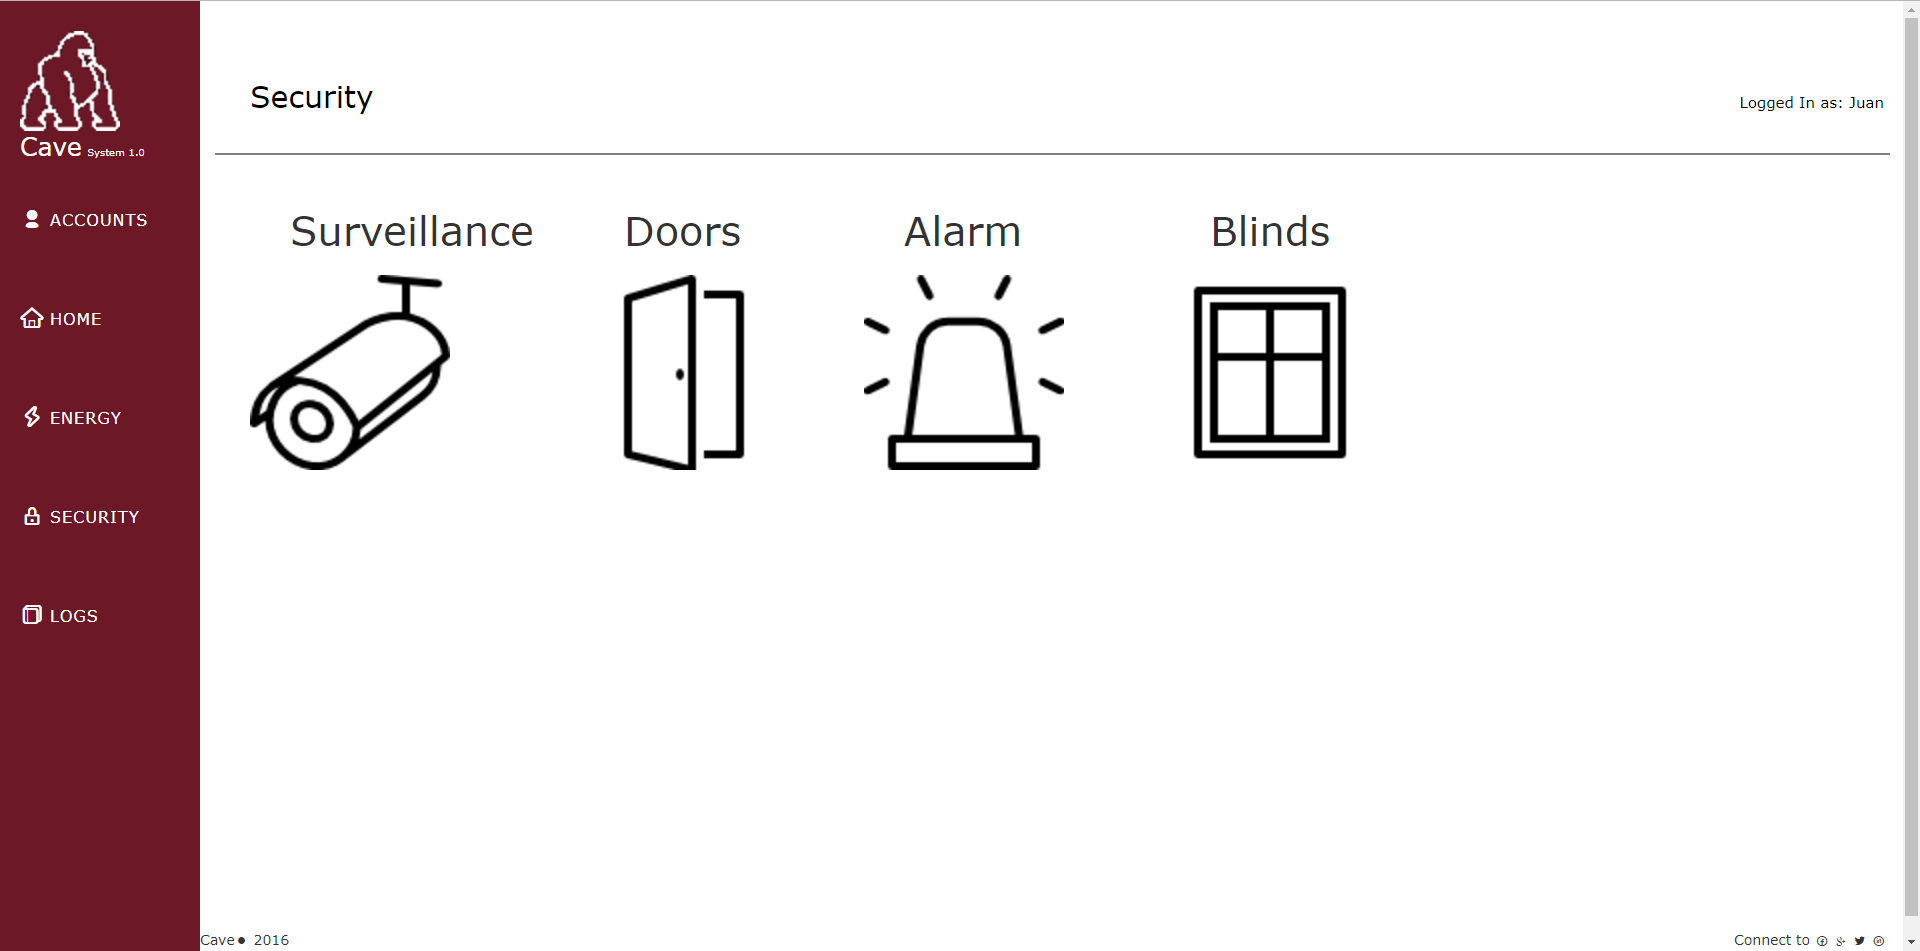 Cave System 1.0
ACCOUNTS
HOME
ENERGY
SECURITY
LOGS
Security
Logged In as: Juan
Surveillance
Doors
Alarm
Blinds
Cave● 2016
Connect to